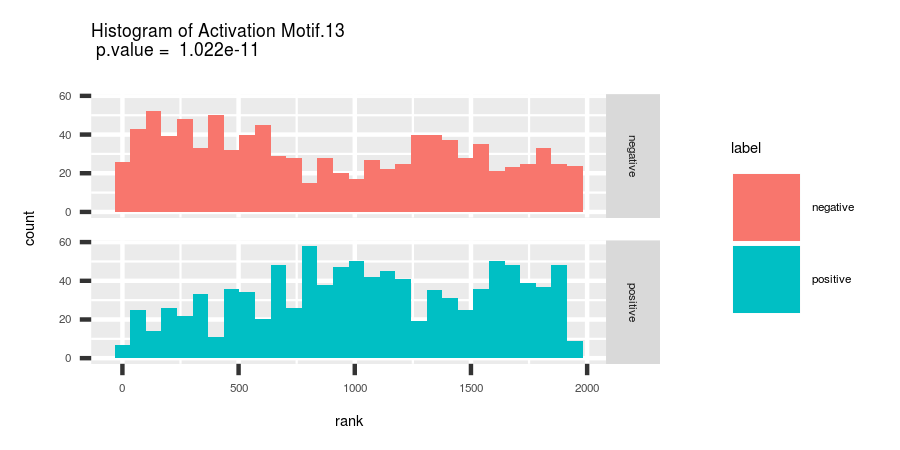 Histogram of Activation Motif.13
p.value = 1.022e-11
count
60
40
20
0
negative
60
40
20
0
positive
0
500
1000
1500
2000
rank
label
negative
positive